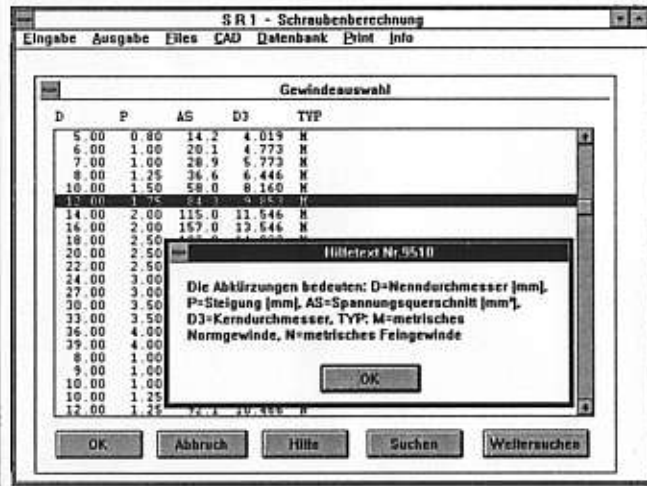 SR1 - Schraubenberechnung
Eingabe Ausgabe Files CAD Datenbank Print Info
Gewindeauswahl
D P AS D3 TYP
5.00 0.80 14.2 4.019 M
6.00 1.00 20.1 4.773 M
7.00 1.00 28.9 5.773 M
8.00 1.25 36.6 6.446 M
10.00 1.50 58.0 8.160 M
12.00 1.75 84.3 9.853 M
14.00 2.00 115.0 11.546 M
16.00 2.00 157.0 13.546 M
18.00 2.50
20.00 2.50
22.00 2.50
24.00 3.00
27.00 3.00
30.00 3.50
33.00 3.50
36.00 4.00
39.00 4.00
8.00 1.00
9.00 1.00
10.00 1.00
10.00 1.25
12.00 1.25 92.1 10.466
Hilfetext Nr.9510
Die Abkürzungen bedeuten: D=Nenndurchmesser [mm],
P=Steigung [mm], AS=Spannungsquerschnitt [mm²],
D3=Kerndurchmesser, TYP: M=metrisches
Normgewinde, N=metrisches Feingewinde
OK
OK Abbruch Hilfe Suchen Weitersuchen